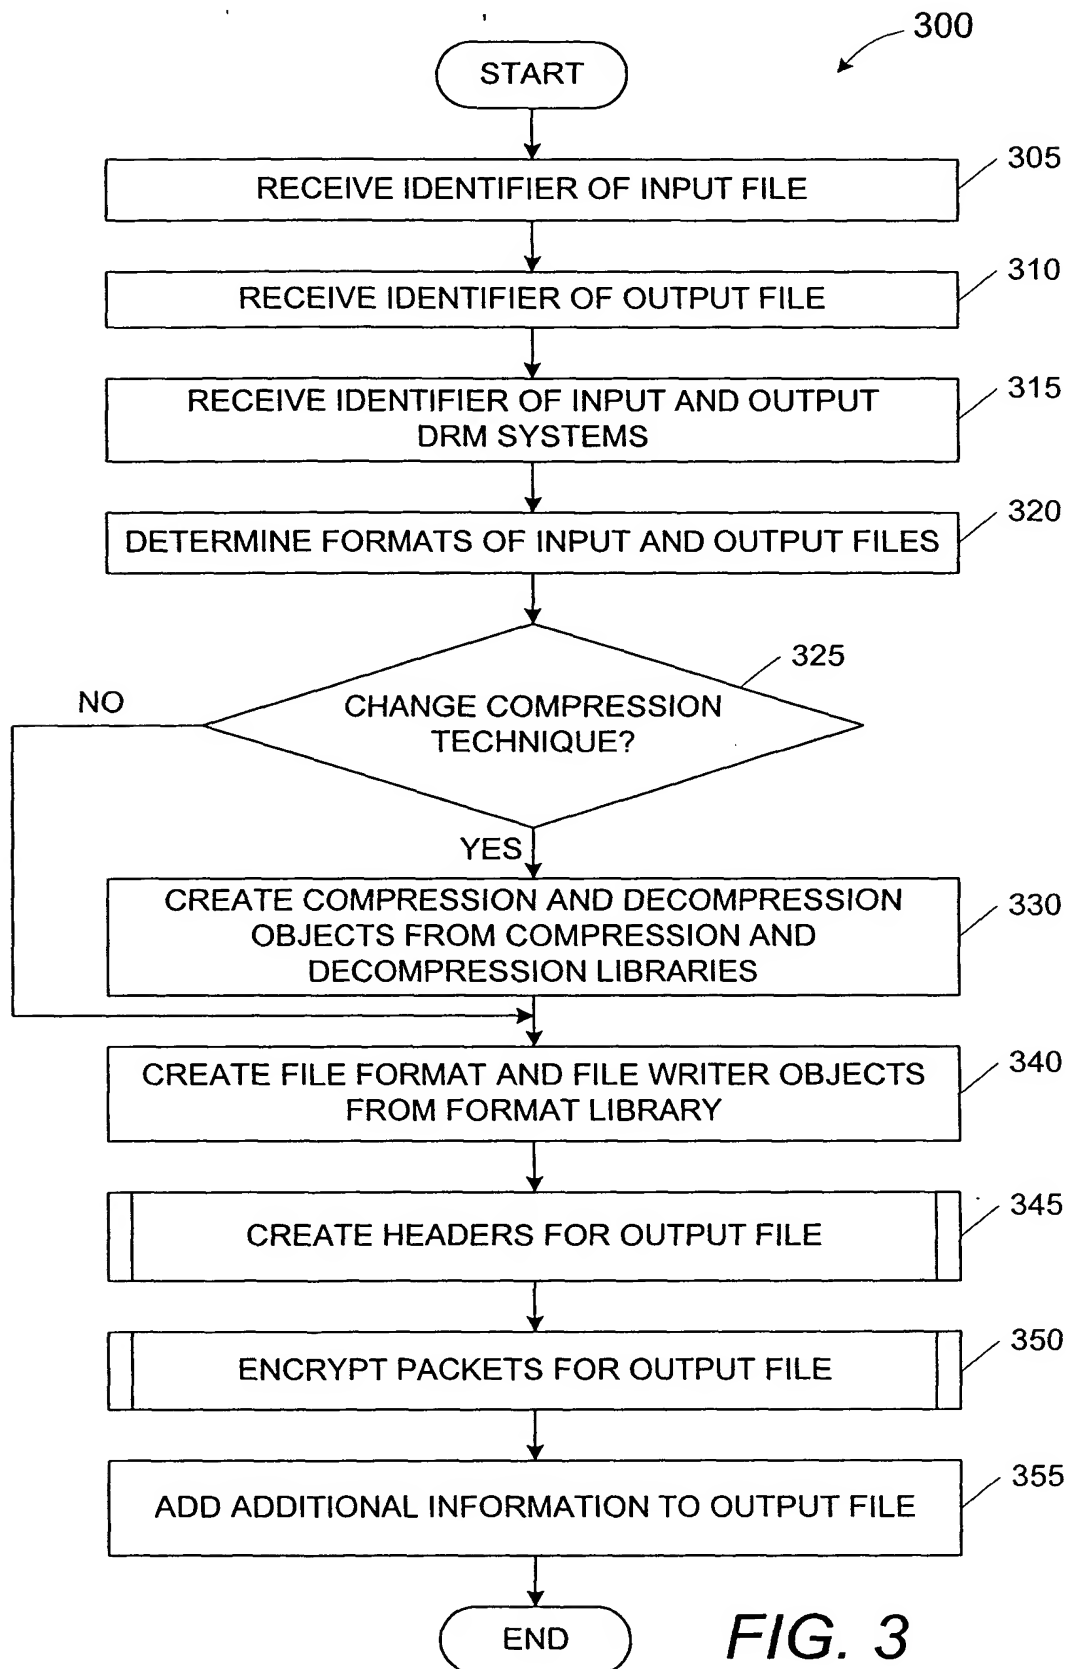 300
START
305
RECEIVE IDENTIFIER OF INPUT FILE
310
RECEIVE IDENTIFIER OF OUTPUT FILE
315
RECEIVE IDENTIFIER OF INPUT AND OUTPUT
DRM SYSTEMS
320
DETERMINE FORMATS OF INPUT AND OUTPUT FILES
325
NO
CHANGE COMPRESSION
TECHNIQUE?
YES
330
CREATE COMPRESSION AND DECOMPRESSION
OBJECTS FROM COMPRESSION AND
DECOMPRESSION LIBRARIES
340
CREATE FILE FORMAT AND FILE WRITER OBJECTS
FROM FORMAT LIBRARY
345
CREATE HEADERS FOR OUTPUT FILE
350
ENCRYPT PACKETS FOR OUTPUT FILE
355
ADD ADDITIONAL INFORMATION TO OUTPUT FILE
END
FIG. 3